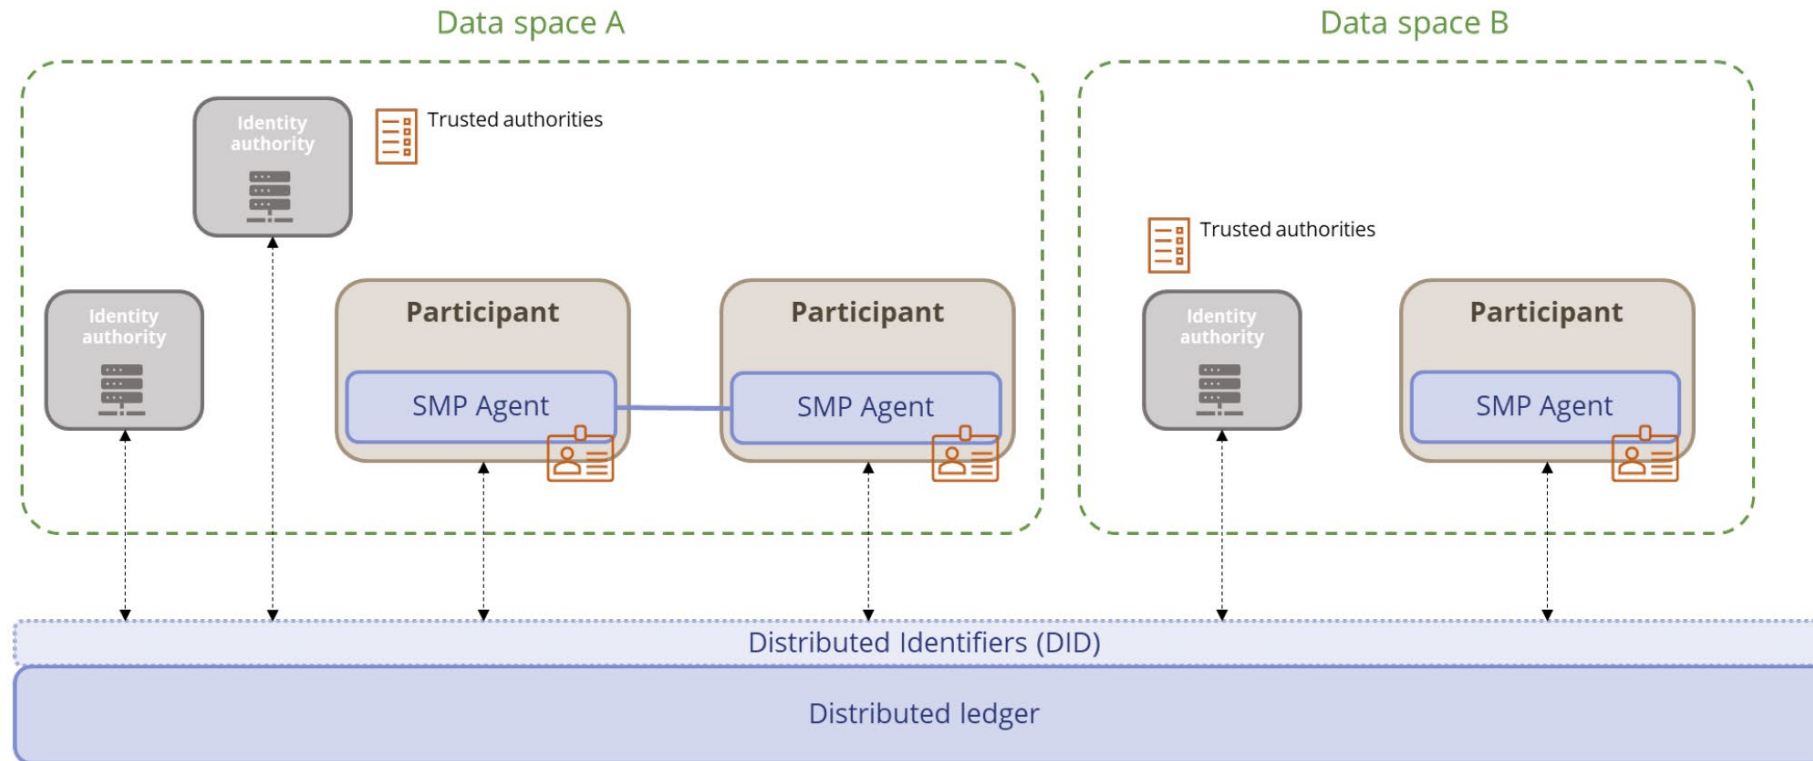 Data space A
Data space B
Identity
authority
Trusted authorities
Identity
authority
Participant
SMP Agent
Participant
SMP Agent
Trusted authorities
Identity
authority
Participant
SMP Agent
Distributed Identifiers (DID)
Distributed ledger